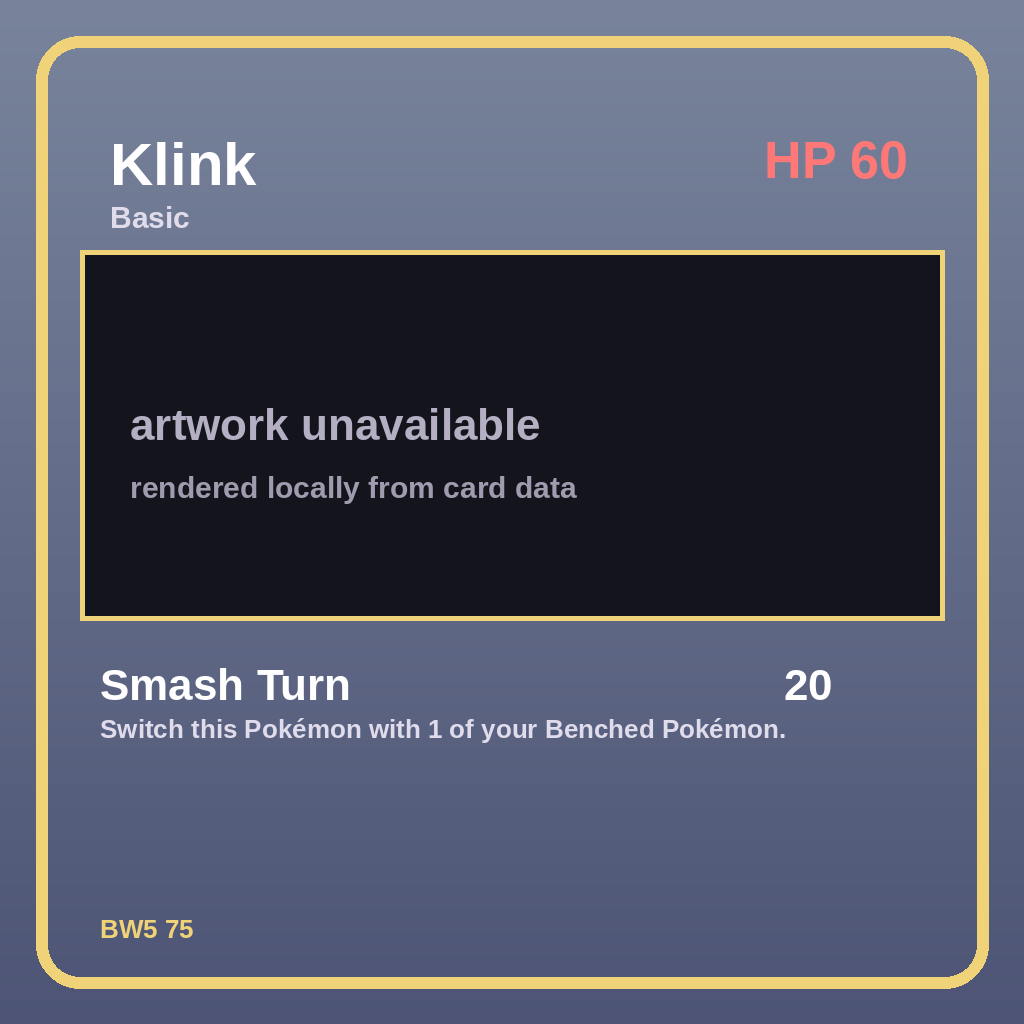 Klink
HP 60
Basic
artwork unavailable
rendered locally from card data
Smash Turn
20
Switch this Pokémon with 1 of your Benched Pokémon.
BW5 75